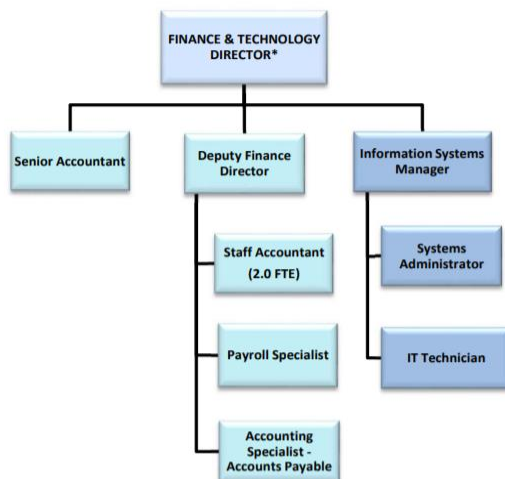 FINANCE & TECHNOLOGY
DIRECTOR*
Senior Accountant
Deputy Finance
Director
Information Systems
Manager
Staff Accountant
(2.0 FTE)
Systems
Administrator
Payroll Specialist
IT Technician
Accounting
Specialist -
Accounts Payable